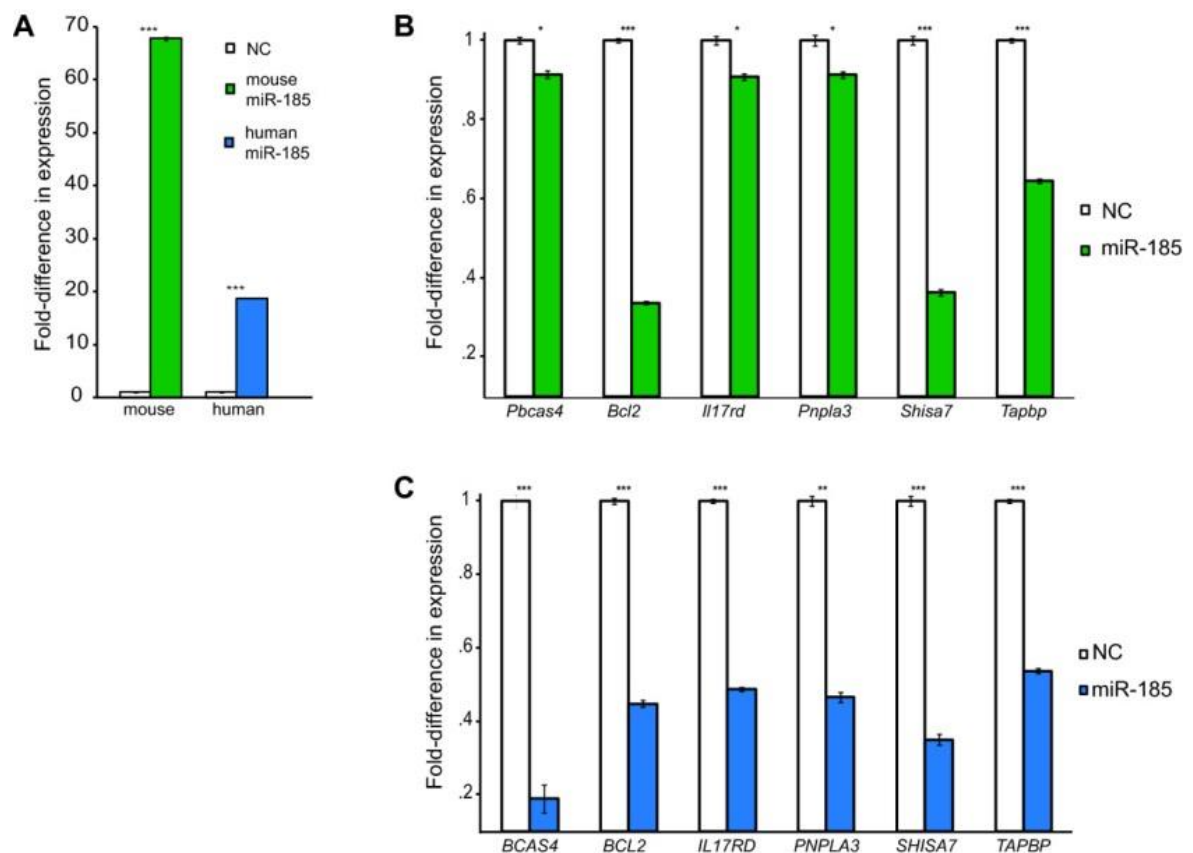 A
Fold-difference in expression
70
60
50
40
30
20
10
0
***
***
NC
mouse
miR-185
human
miR-185
mouse
human
B
Fold-difference in expression
1
.8
.6
.4
.2
*
***
*
*
***
***
NC
miR-185
Pbcas4
Bcl2
Il17rd
Pnpla3
Shisa7
Tapbp
C
Fold-difference in expression
1
.8
.6
.4
.2
***
***
***
**
***
***
NC
miR-185
BCAS4
BCL2
IL17RD
PNPLA3
SHISA7
TAPBP